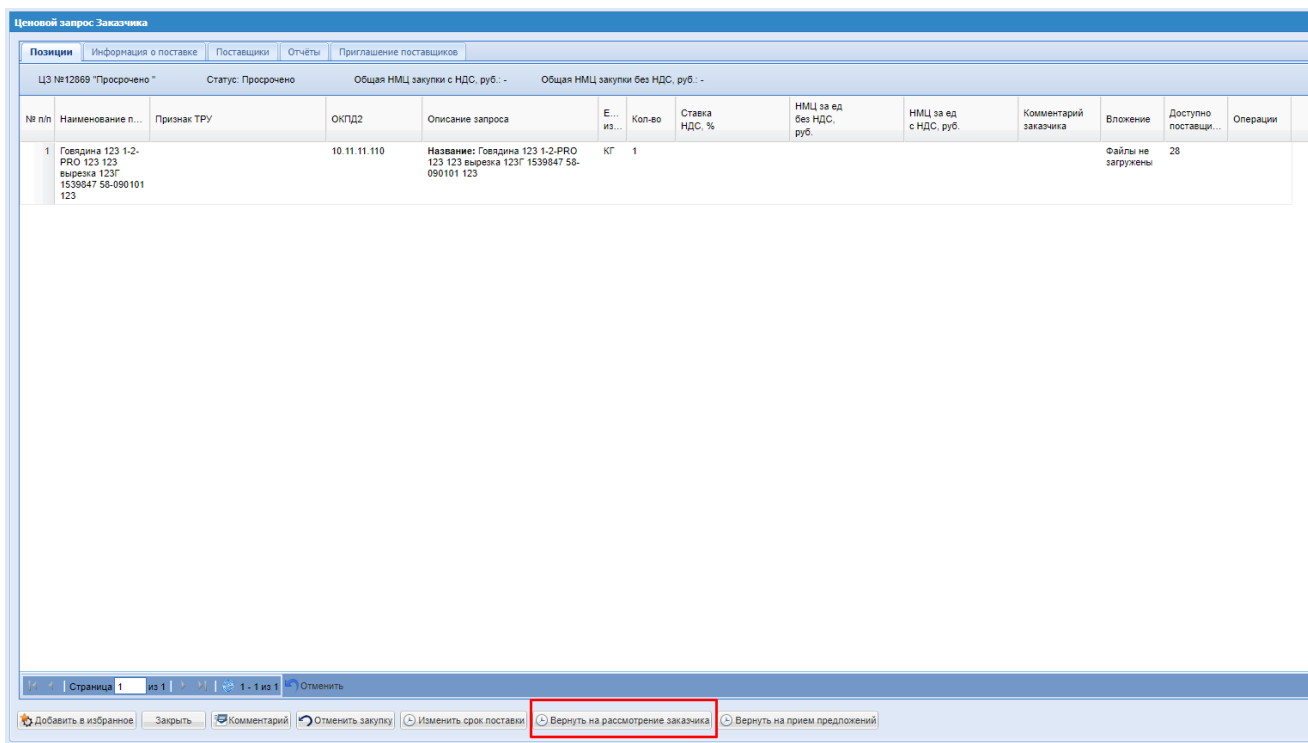 Ценовой запрос Заказчика
Позиции Информация о поставке Поставщики Отчёты Приглашение поставщиков
ЦЗ №12869 "Просрочено " Статус: Просрочено Общая НМЦ закупки с НДС, руб.: - Общая НМЦ закупки без НДС, руб.: -
№ п/п Наименование п... Признак ТРУ ОКПД2 Описание запроса Е... из... Кол-во Ставка НДС, % НМЦ за ед без НДС, руб. НМЦ за ед с НДС, руб. Комментарий заказчика Вложение Доступно поставщи... Операции
1 Говядина 123 1-2- 10.11.11.110 Название: Говядина 123 1-2-PRO КГ 1 Файлы не 28
PRO 123 123 123 123 вырезка 123Г 1539847 58- загружены
вырезка 123Г 090101 123
1539847 58-090101
123
Страница 1 из 1 1 - 1 из 1 Отменить
Добавить в избранное Закрыть Комментарий Отменить закупку Изменить срок поставки Вернуть на рассмотрение заказчика Вернуть на прием предложений